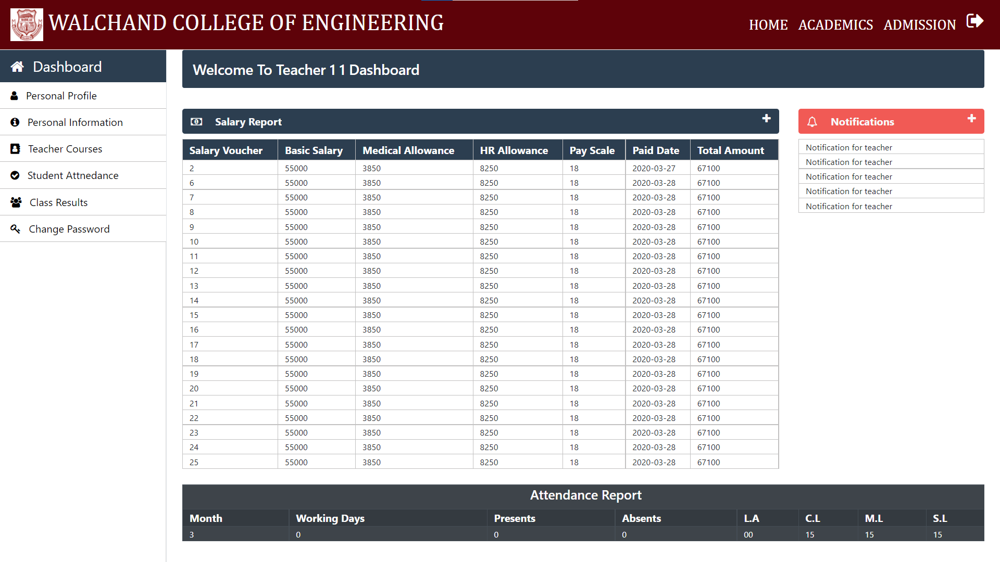 WALCHAND COLLEGE OF ENGINEERING
HOME ACADEMICS ADMISSION
Dashboard
Personal Profile
Personal Information
Teacher Courses
Student Attnedance
Class Results
Change Password
Welcome To Teacher 1 1 Dashboard
Salary Report
Salary Voucher Basic Salary Medical Allowance HR Allowance Pay Scale Paid Date Total Amount
2 55000 3850 8250 18 2020-03-27 67100
6 55000 3850 8250 18 2020-03-28 67100
7 55000 3850 8250 18 2020-03-28 67100
8 55000 3850 8250 18 2020-03-28 67100
9 55000 3850 8250 18 2020-03-28 67100
10 55000 3850 8250 18 2020-03-28 67100
11 55000 3850 8250 18 2020-03-28 67100
12 55000 3850 8250 18 2020-03-28 67100
13 55000 3850 8250 18 2020-03-28 67100
14 55000 3850 8250 18 2020-03-28 67100
15 55000 3850 8250 18 2020-03-28 67100
16 55000 3850 8250 18 2020-03-28 67100
17 55000 3850 8250 18 2020-03-28 67100
18 55000 3850 8250 18 2020-03-28 67100
19 55000 3850 8250 18 2020-03-28 67100
20 55000 3850 8250 18 2020-03-28 67100
21 55000 3850 8250 18 2020-03-28 67100
22 55000 3850 8250 18 2020-03-28 67100
23 55000 3850 8250 18 2020-03-28 67100
24 55000 3850 8250 18 2020-03-28 67100
25 55000 3850 8250 18 2020-03-28 67100
Notifications
Notification for teacher
Notification for teacher
Notification for teacher
Notification for teacher
Notification for teacher
Attendance Report
Month Working Days Presents Absents L.A C.L M.L S.L
3 0 0 0 00 15 15 15